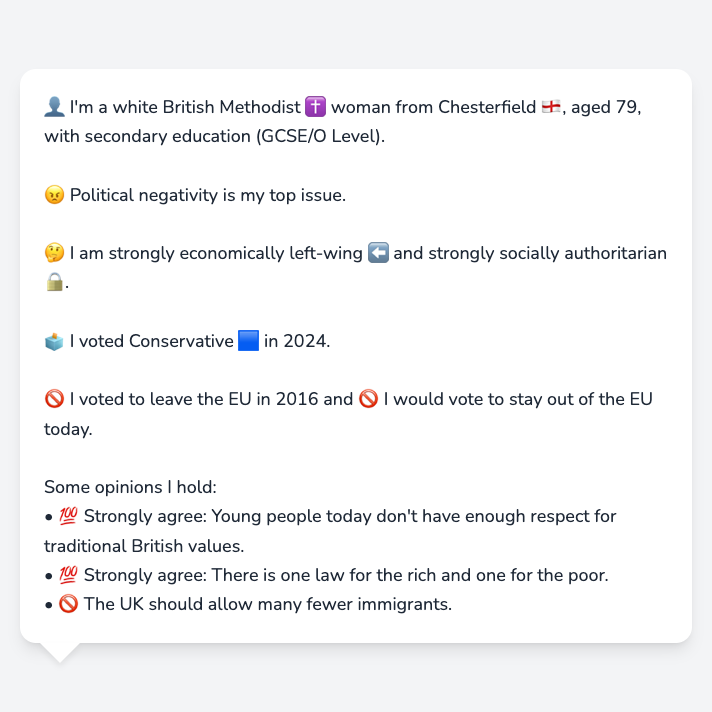 👤 I'm a white British Methodist ✝️ woman from Chesterfield 🏴󠁧󠁢󠁥󠁮󠁧󠁿, aged 79,
with secondary education (GCSE/O Level).
😠 Political negativity is my top issue.
🤔 I am strongly economically left-wing ⬅️ and strongly socially authoritarian
🔒.
🗳️ I voted Conservative 🟦 in 2024.
🚫 I voted to leave the EU in 2016 and 🚫 I would vote to stay out of the EU
today.
Some opinions I hold:
• 💯 Strongly agree: Young people today don't have enough respect for
traditional British values.
• 💯 Strongly agree: There is one law for the rich and one for the poor.
• 🚫 The UK should allow many fewer immigrants.